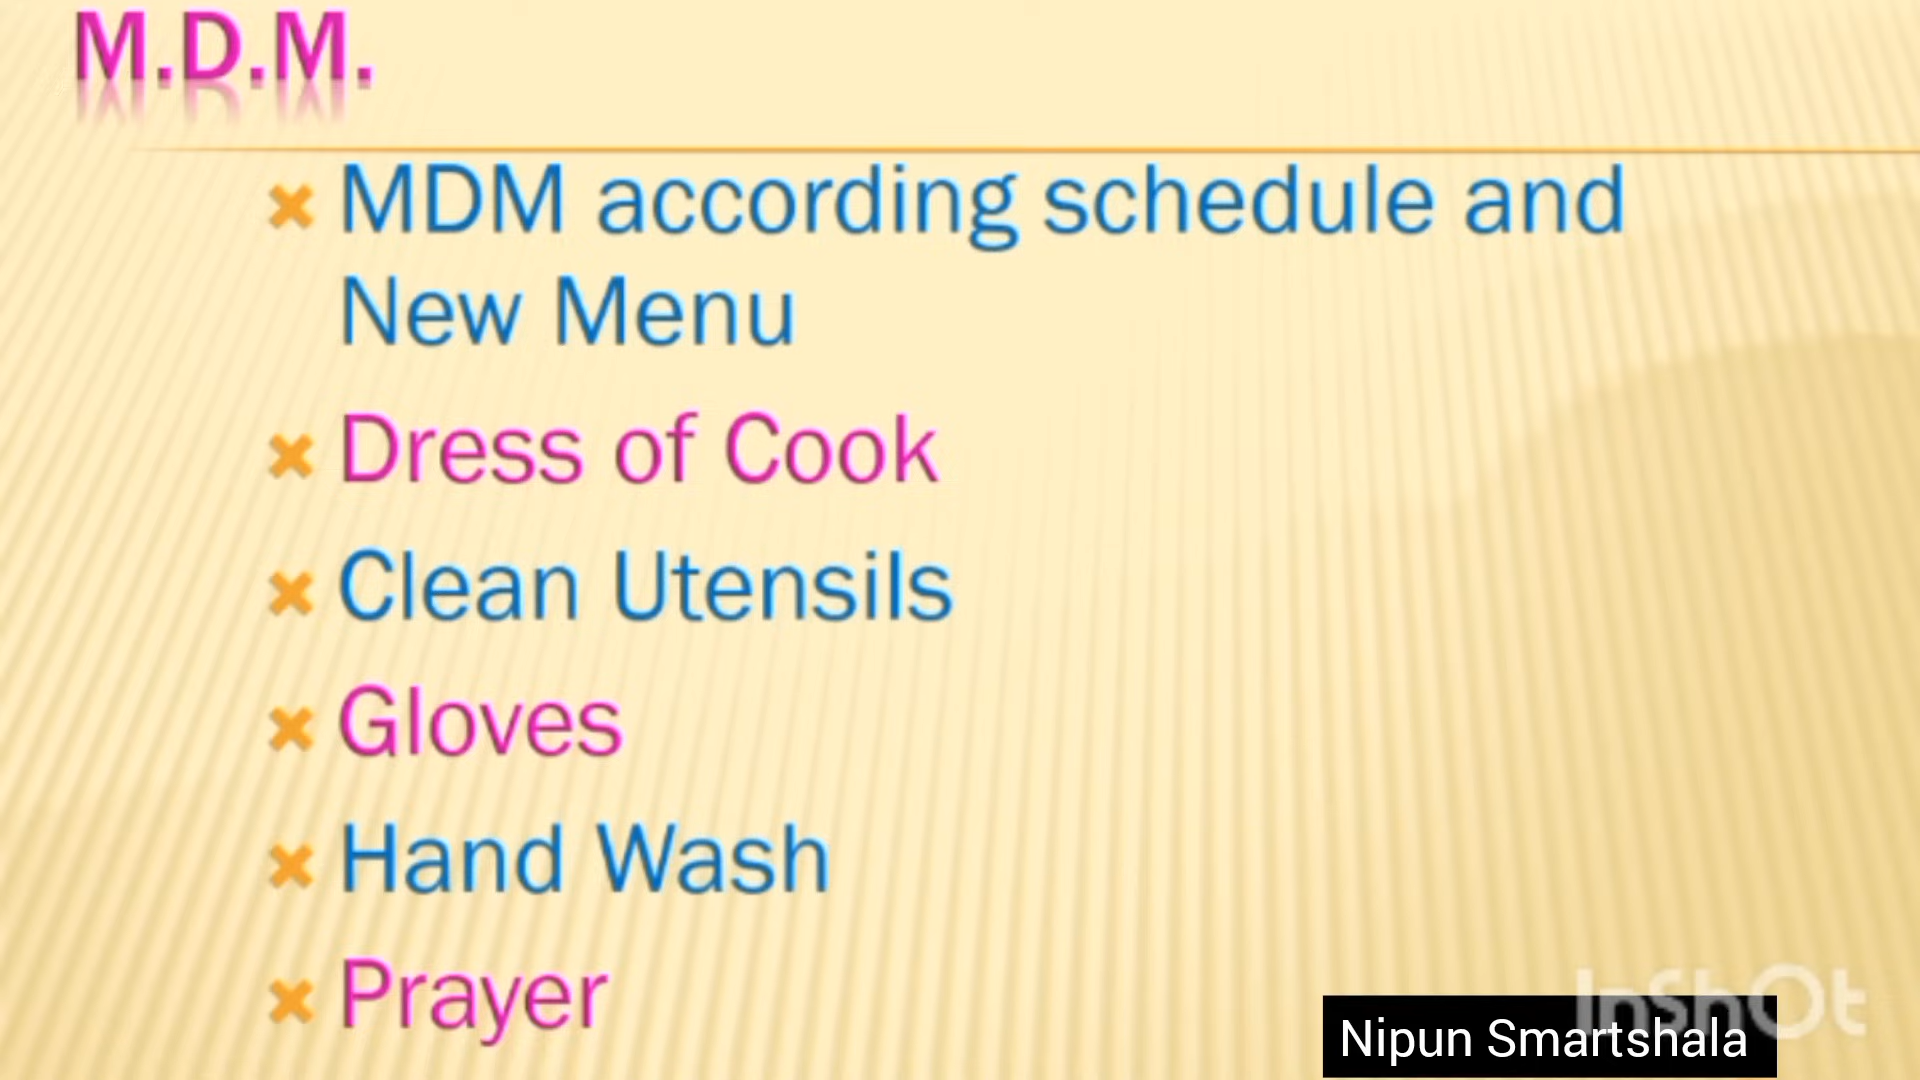 M.D.M.
MDM according schedule and
New Menu
Dress of Cook
Clean Utensils
Gloves
Hand Wash
Prayer
InShOt
Nipun Smartshala